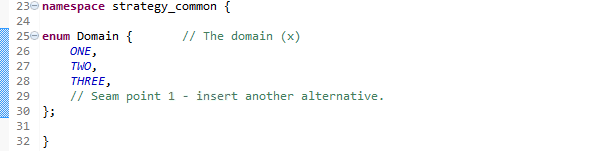 23 namespace strategy_common {
24
25 enum Domain {       // The domain (x)
26     ONE,
27     TWO,
28     THREE,
29     // Seam point 1 - insert another alternative.
30 };
31
32 }